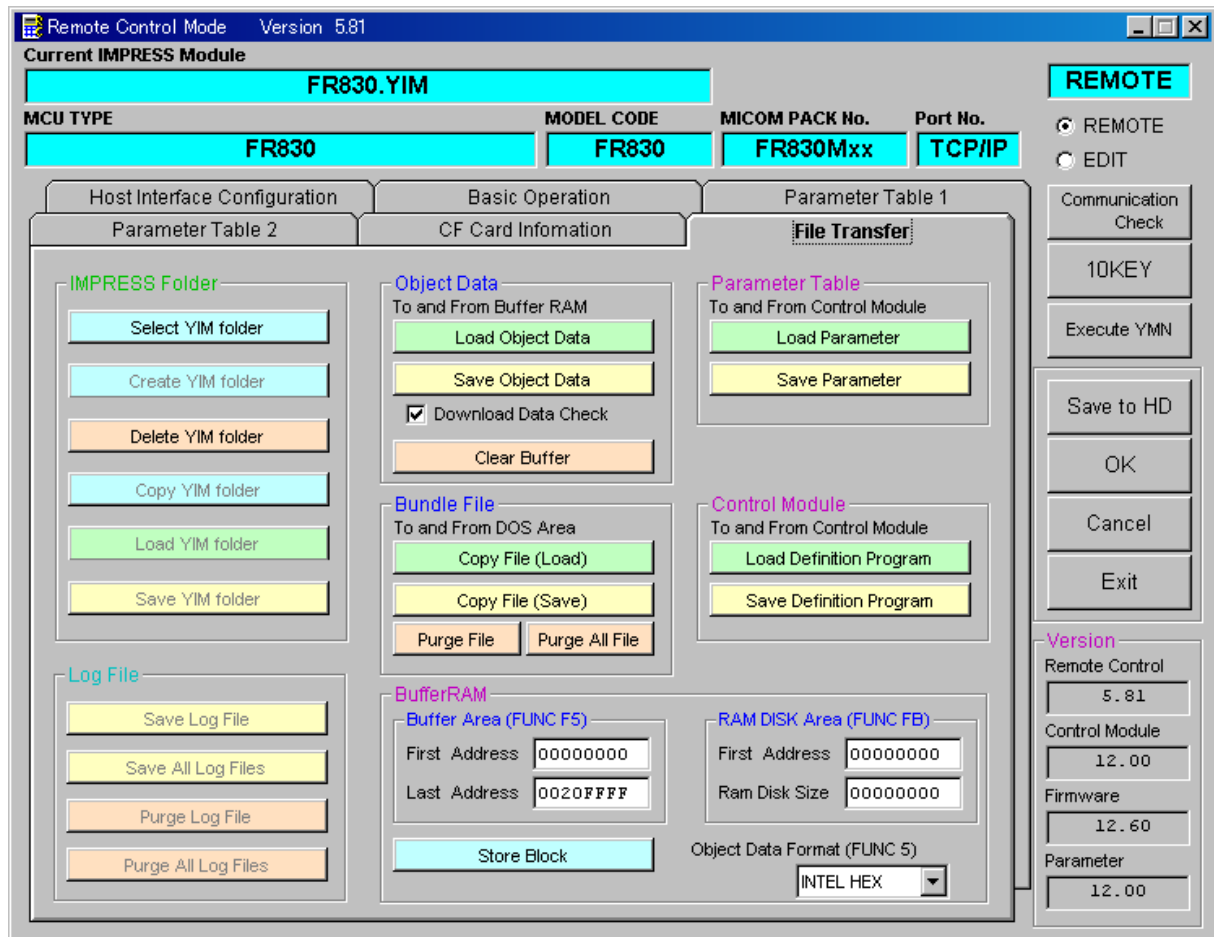 Remote Control Mode Version 5.81
Current IMPRESS Module
FR830.YIM
REMOTE
MCU TYPE
MODEL CODE
MICOM PACK No.
Port No.
FR830
FR830
FR830Mxx
TCP/IP
REMOTE
EDIT
Host Interface Configuration
Basic Operation
Parameter Table 1
Parameter Table 2
CF Card Infomation
File Transfer
IMPRESS Folder
Select YIM folder
Create YIM folder
Delete YIM folder
Copy YIM folder
Load YIM folder
Save YIM folder
Log File
Save Log File
Save All Log Files
Purge Log File
Purge All Log Files
Object Data
To and From Buffer RAM
Load Object Data
Save Object Data
Download Data Check
Clear Buffer
Bundle File
To and From DOS Area
Copy File (Load)
Copy File (Save)
Purge File
Purge All File
Parameter Table
To and From Control Module
Load Parameter
Save Parameter
Control Module
To and From Control Module
Load Definition Program
Save Definition Program
BufferRAM
Buffer Area (FUNC F5)
First Address 00000000
Last Address 0020FFFF
Store Block
RAM DISK Area (FUNC FB)
First Address 00000000
Ram Disk Size 00000000
Object Data Format (FUNC 5)
INTEL HEX
Communication
Check
10KEY
Execute YMN
Save to HD
OK
Cancel
Exit
Version
Remote Control
5.81
Control Module
12.00
Firmware
12.60
Parameter
12.00